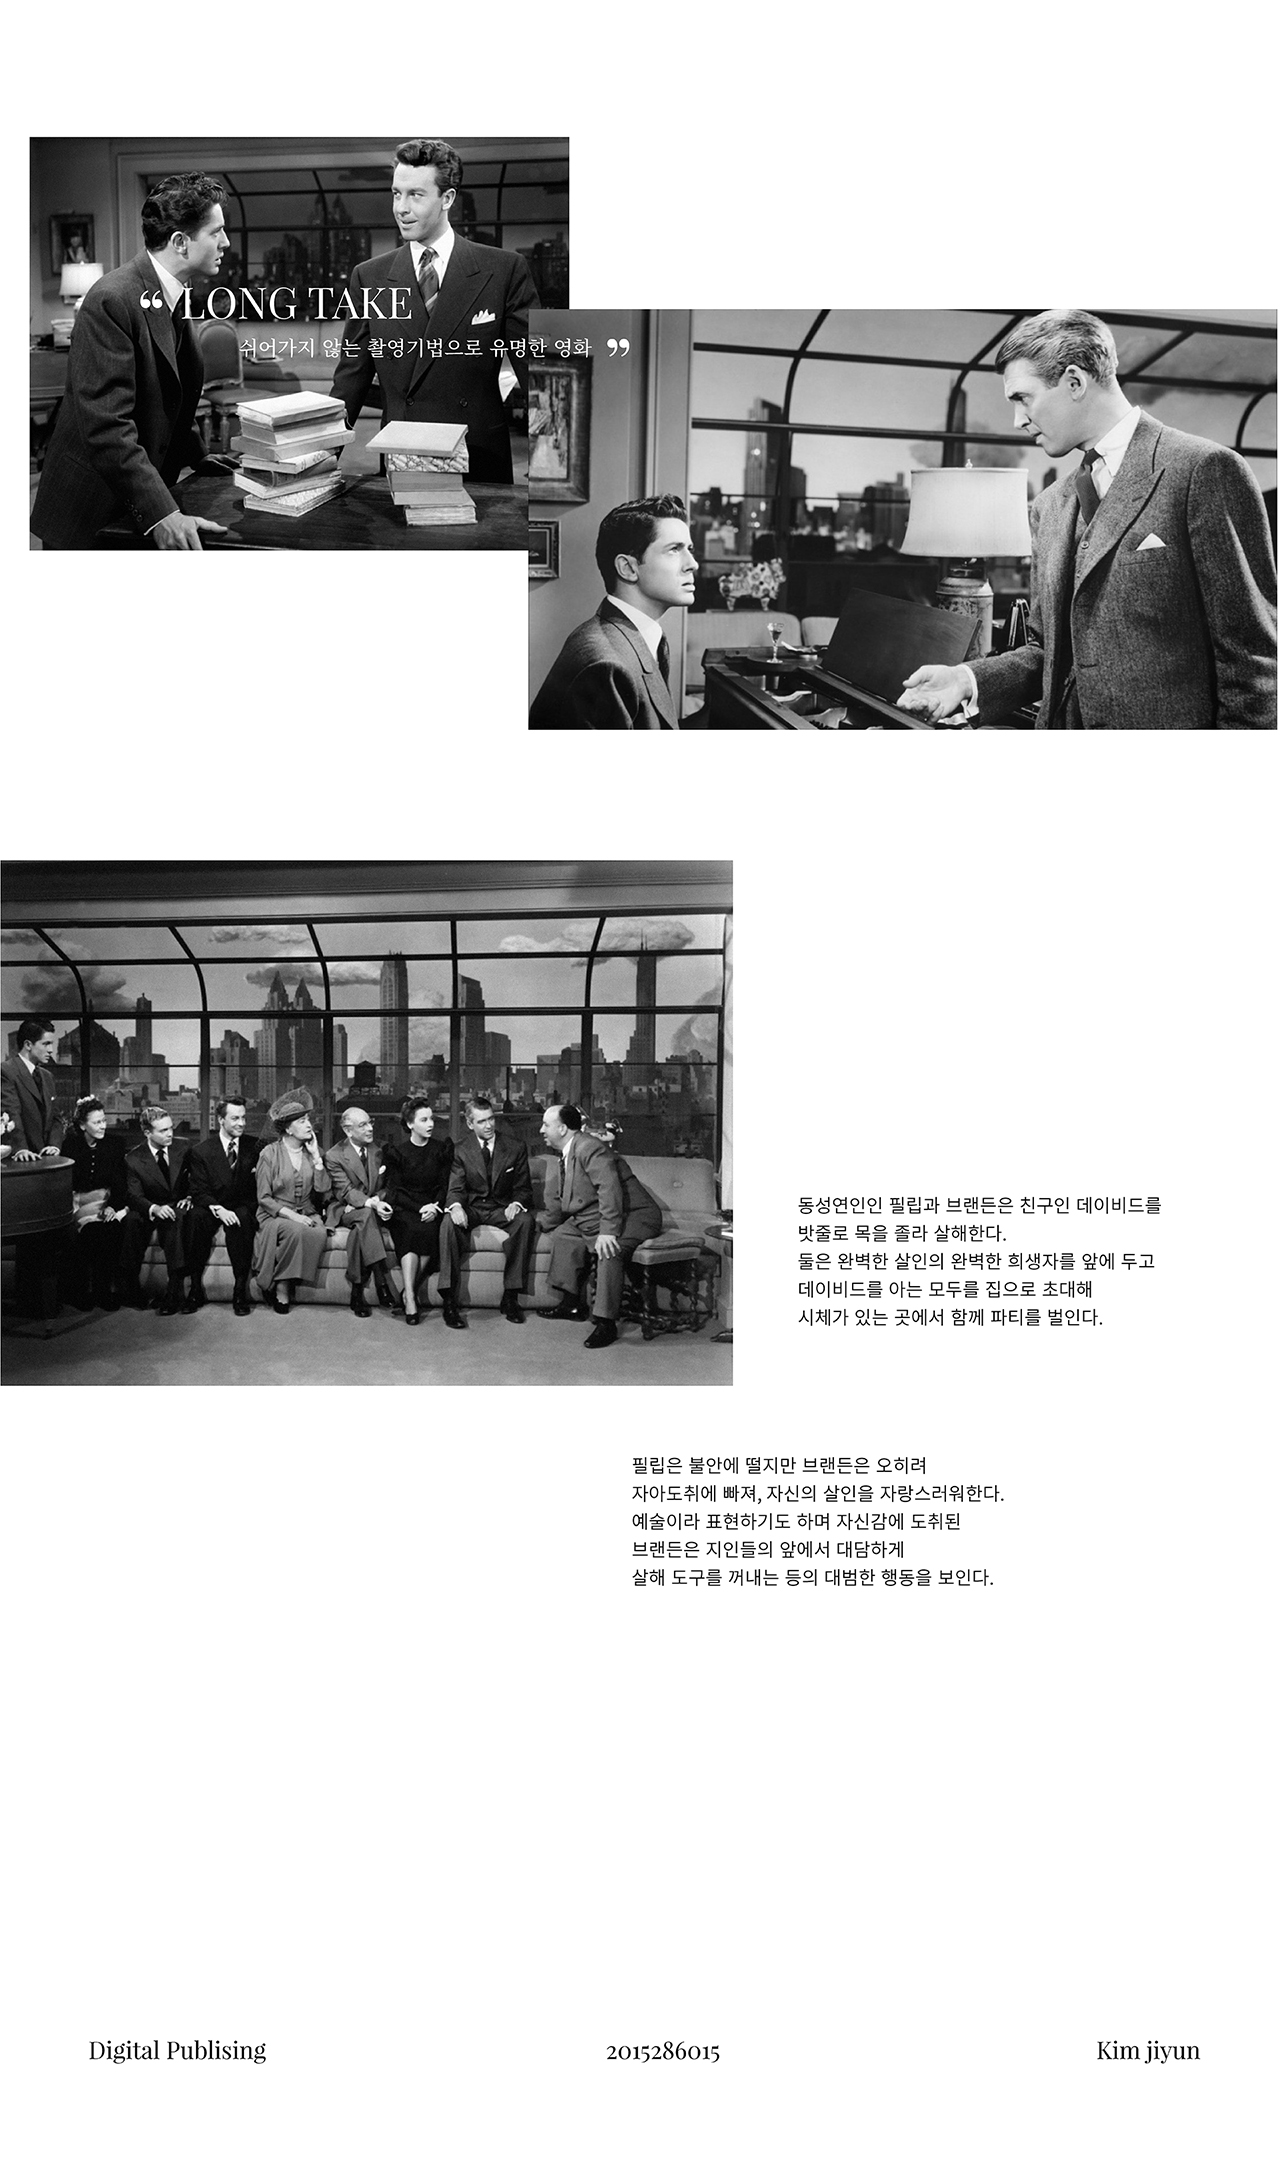 “ LONG TAKE
쉬어가지 않는 촬영기법으로 유명한 영화 ”
동성연인인 필립과 브랜든은 친구인 데이비드를
밧줄로 목을 졸라 살해한다.
둘은 완벽한 살인의 완벽한 희생자를 앞에 두고
데이비드를 아는 모두를 집으로 초대해
시체가 있는 곳에서 함께 파티를 벌인다.
필립은 불안에 떨지만 브랜든은 오히려
자아도취에 빠져, 자신의 살인을 자랑스러워한다.
예술이라 표현하기도 하며 자신감에 도취된
브랜든은 지인들의 앞에서 대담하게
살해 도구를 꺼내는 등의 대범한 행동을 보인다.
Digital Publising
2015286015
Kim jiyun